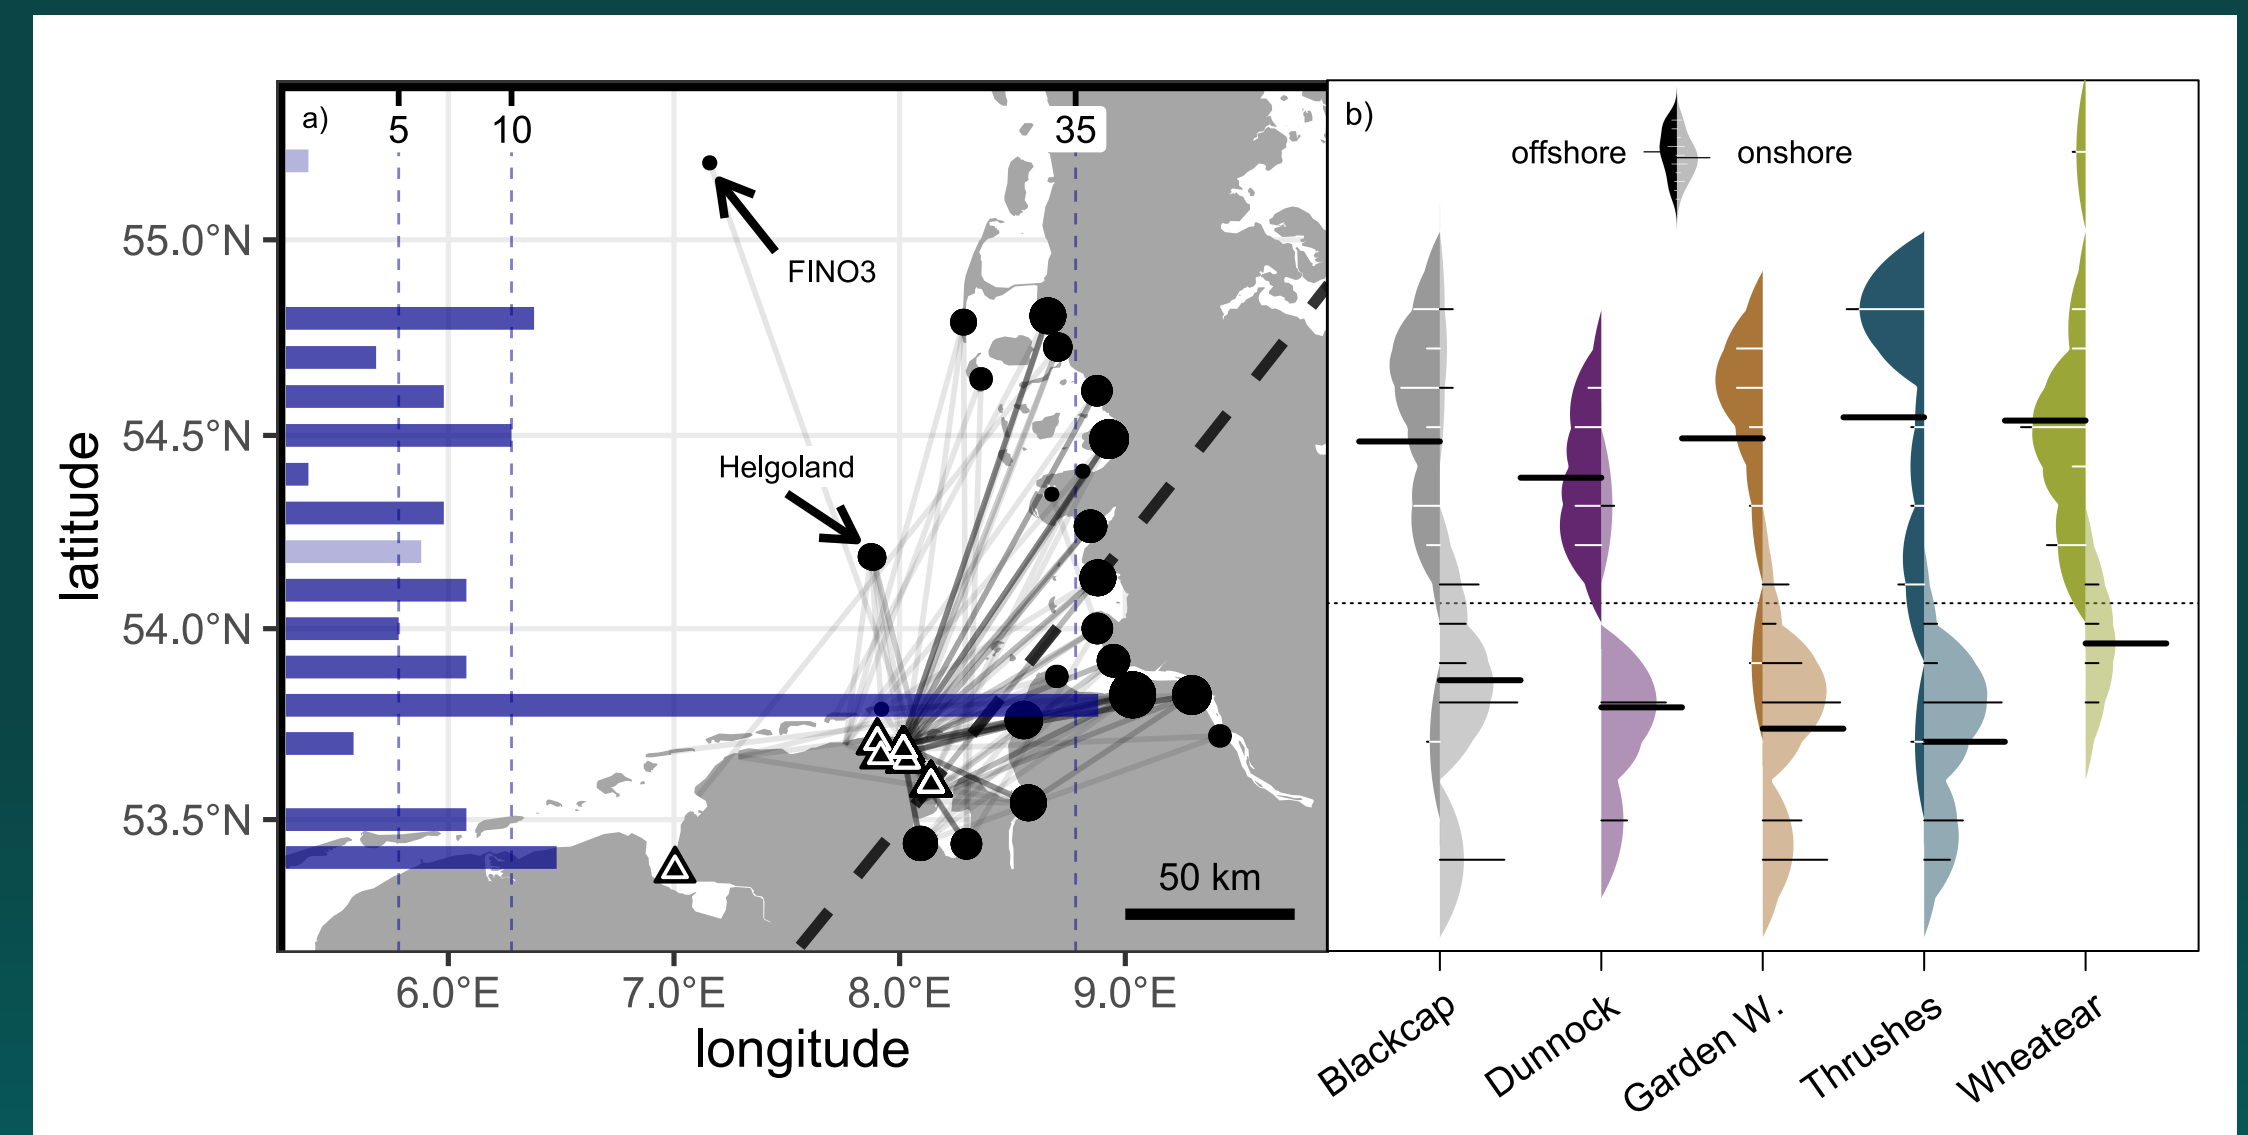 a)
5
10
35
b)
offshore
onshore
55.0°N
FINO3
54.5°N
Helgoland
latitude
54.0°N
53.5°N
50 km
6.0°E
7.0°E
8.0°E
9.0°E
longitude
Blackcap
Dunnock
Garden W.
Thrushes
Wheatear